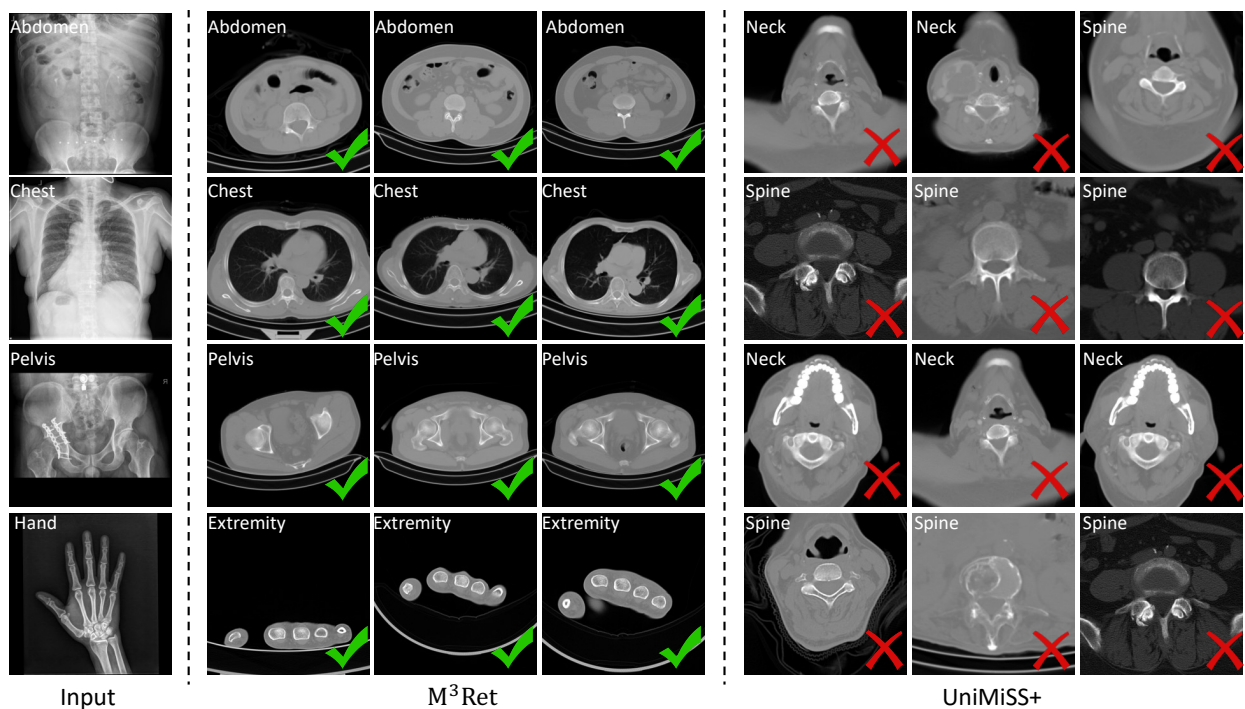 Abdomen Abdomen Abdomen Abdomen Neck Neck Spine
Chest Chest Chest Chest Spine Spine Spine
Pelvis Pelvis Pelvis Pelvis Neck Neck Neck
R
Hand Extremity Extremity Extremity Spine Spine Spine
Input M³Ret UniMiSS+